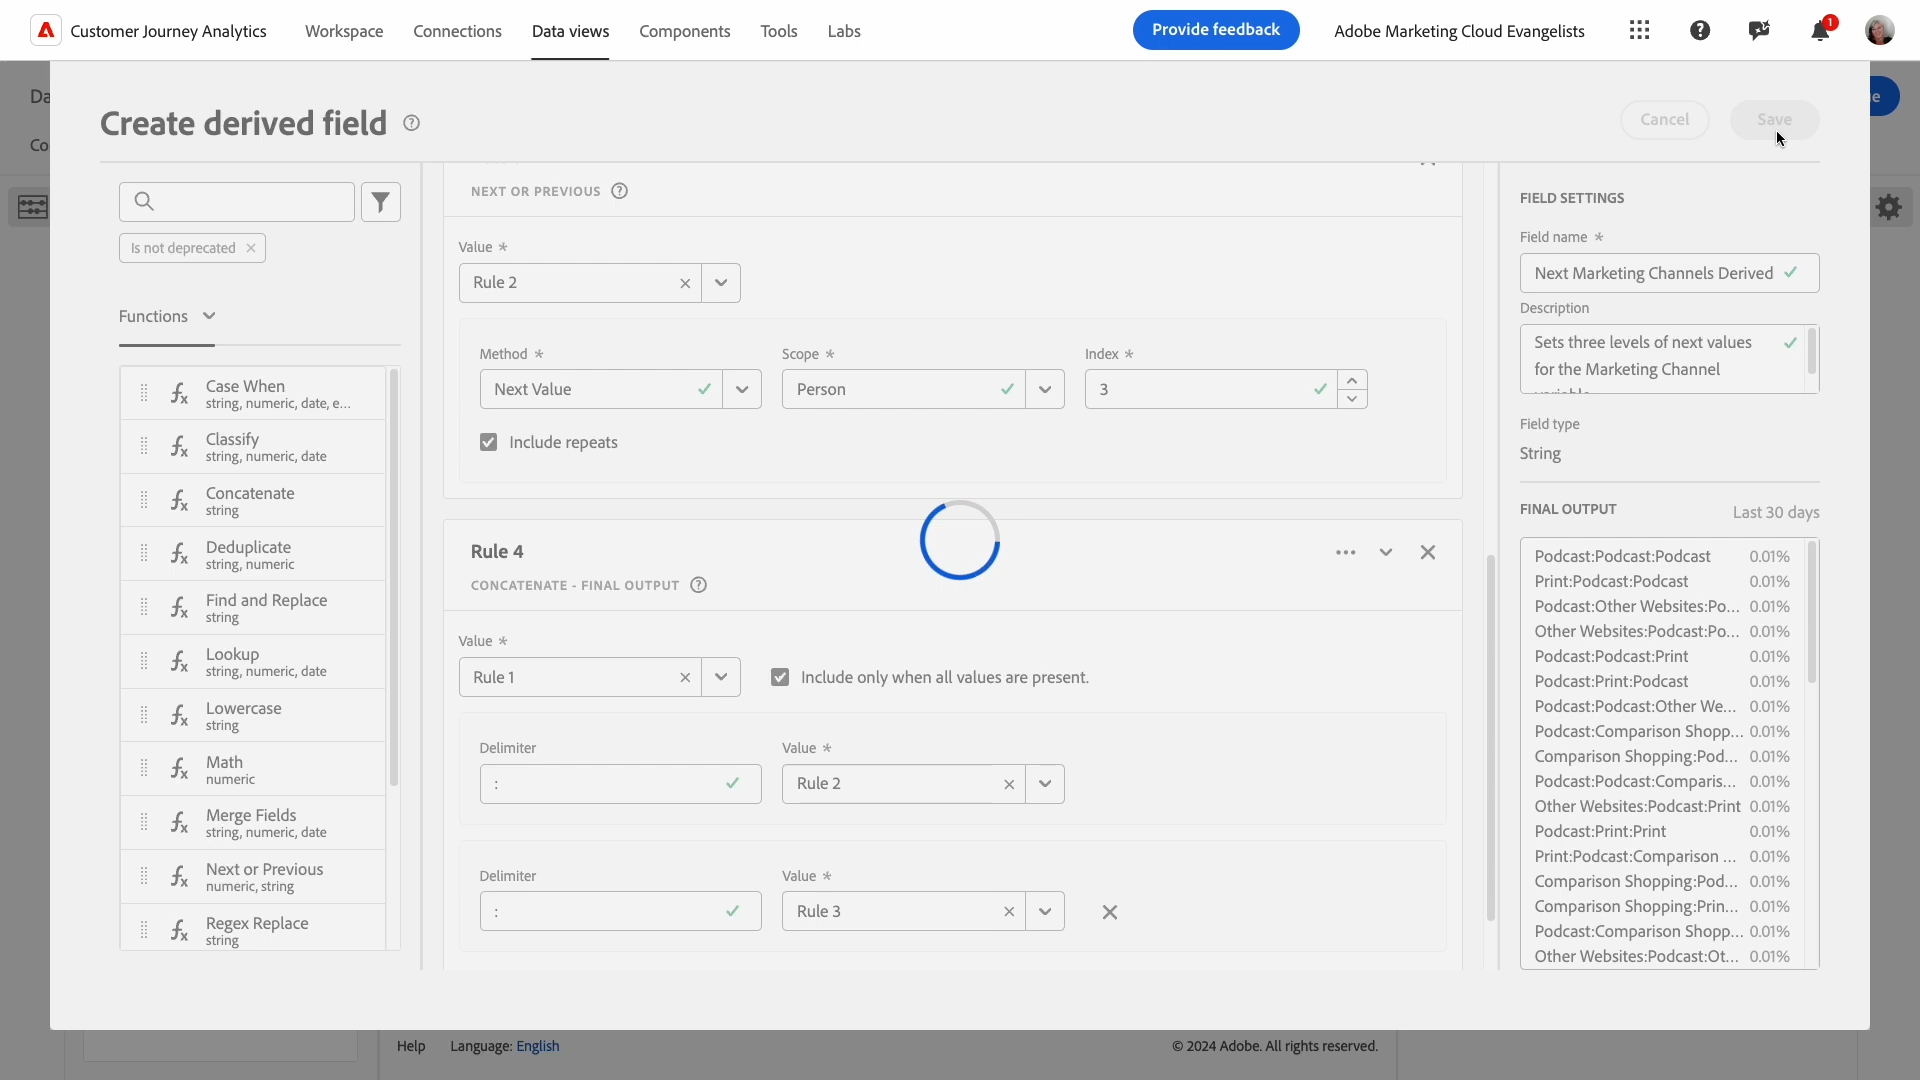 Customer Journey Analytics
Workspace
Connections
Data views
Components
Tools
Labs
Provide feedback
Adobe Marketing Cloud Evangelists
1
Da
Co
e
Create derived field
Cancel
Save
Is not deprecated
Functions
Case When
string, numeric, date, e...
Classify
string, numeric, date
Concatenate
string
Deduplicate
string, numeric
Find and Replace
string
Lookup
string, numeric, date
Lowercase
string
Math
numeric
Merge Fields
string, numeric, date
Next or Previous
numeric, string
Regex Replace
string
NEXT OR PREVIOUS
Value *
Rule 2
Method *
Next Value
Scope *
Person
Index *
3
Include repeats
Rule 4
CONCATENATE - FINAL OUTPUT
Value *
Rule 1
Include only when all values are present.
Delimiter
:
Value *
Rule 2
Delimiter
:
Value *
Rule 3
FIELD SETTINGS
Field name *
Next Marketing Channels Derived
Description
Sets three levels of next values
for the Marketing Channel
Field type
String
FINAL OUTPUT
Last 30 days
Podcast:Podcast:Podcast 0.01%
Print:Podcast:Podcast 0.01%
Podcast:Other Websites:Po... 0.01%
Other Websites:Podcast:Po... 0.01%
Podcast:Podcast:Print 0.01%
Podcast:Print:Podcast 0.01%
Podcast:Podcast:Other We... 0.01%
Podcast:Comparison Shopp... 0.01%
Comparison Shopping:Pod... 0.01%
Podcast:Podcast:Comparis... 0.01%
Other Websites:Podcast:Print 0.01%
Podcast:Print:Print 0.01%
Print:Podcast:Comparison ... 0.01%
Comparison Shopping:Pod... 0.01%
Comparison Shopping:Prin... 0.01%
Podcast:Comparison Shopp... 0.01%
Other Websites:Podcast:Ot... 0.01%
Help
Language: English
© 2024 Adobe. All rights reserved.